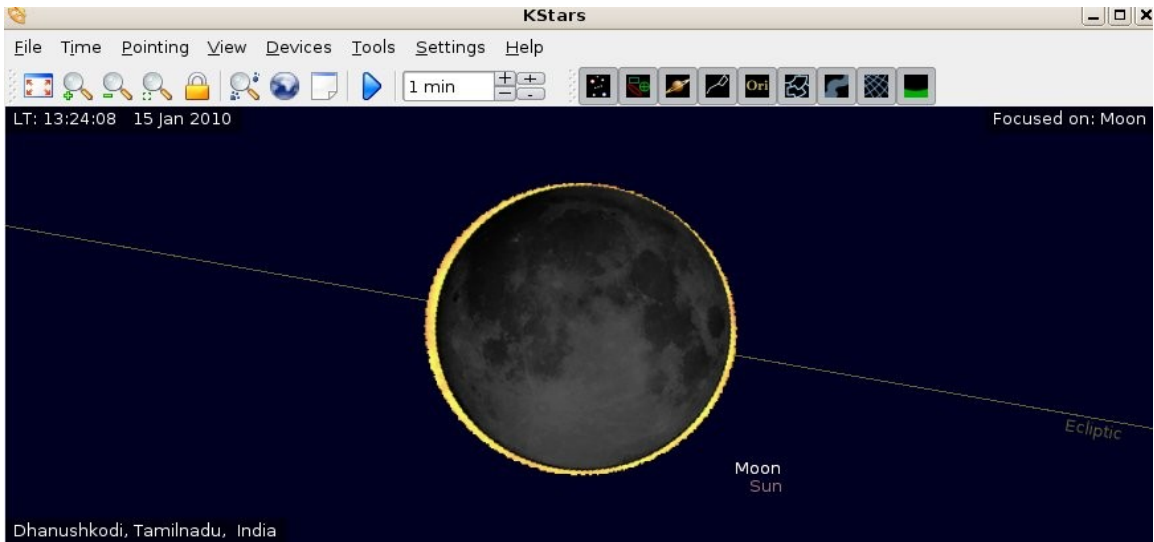 KStars
File Time Pointing View Devices Tools Settings Help
1 min
Ori
LT: 13:24:08 15 Jan 2010
Focused on: Moon
Ecliptic
Moon
Sun
Dhanushkodi, Tamilnadu, India